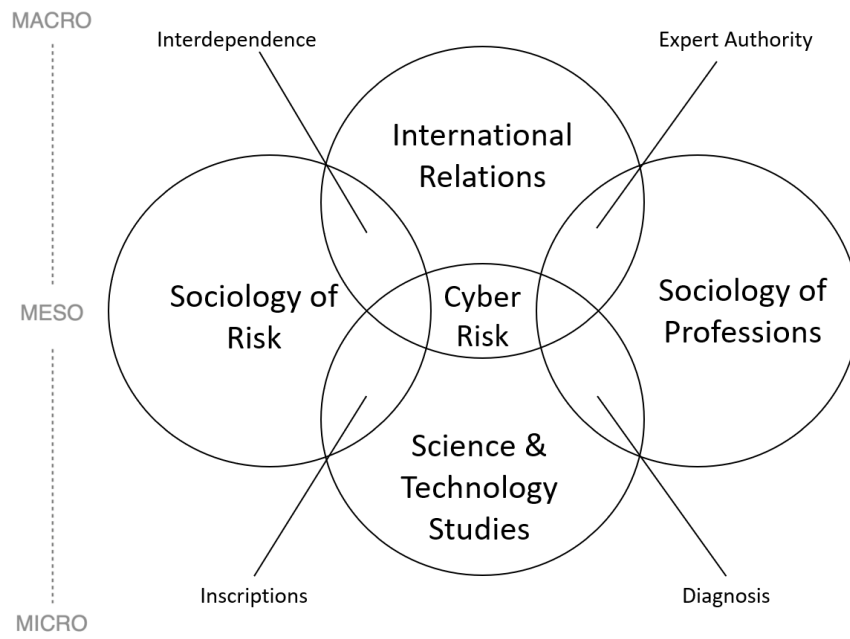 MACRO
Interdependence
Expert Authority
International
Relations
MESO
Sociology of
Risk
Cyber
Risk
Sociology of
Professions
Science &
Technology
Studies
Inscriptions
Diagnosis
MICRO